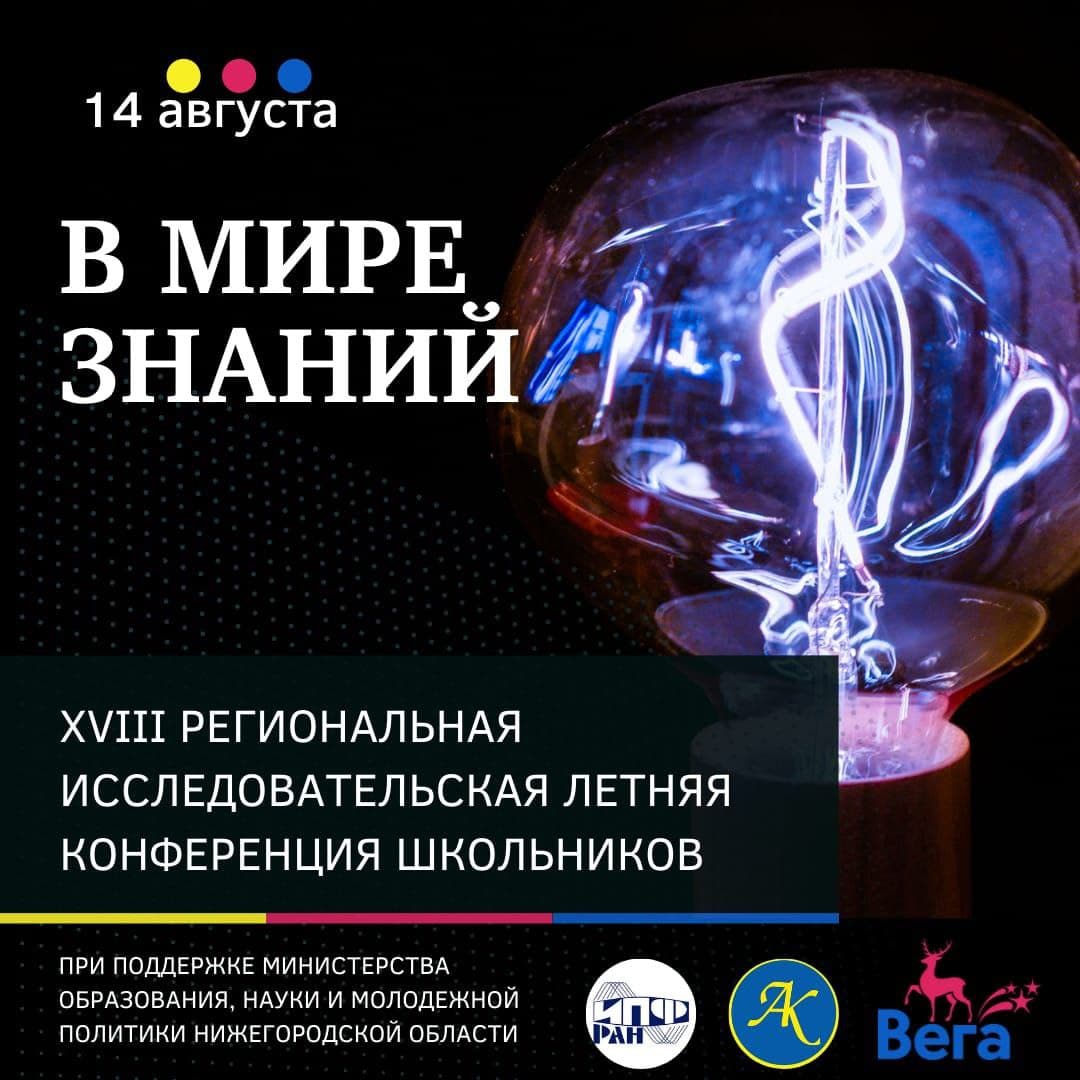 14 августа
В МИРЕ
ЗНАНИЙ
XVIII РЕГИОНАЛЬНАЯ
ИССЛЕДОВАТЕЛЬСКАЯ ЛЕТНЯЯ
КОНФЕРЕНЦИЯ ШКОЛЬНИКОВ
ПРИ ПОДДЕРЖКЕ МИНИСТЕРСТВА
ОБРАЗОВАНИЯ, НАУКИ И МОЛОДЕЖНОЙ
ПОЛИТИКИ НИЖЕГОРОДСКОЙ ОБЛАСТИ
ИПФ
РАН
АК
Вега